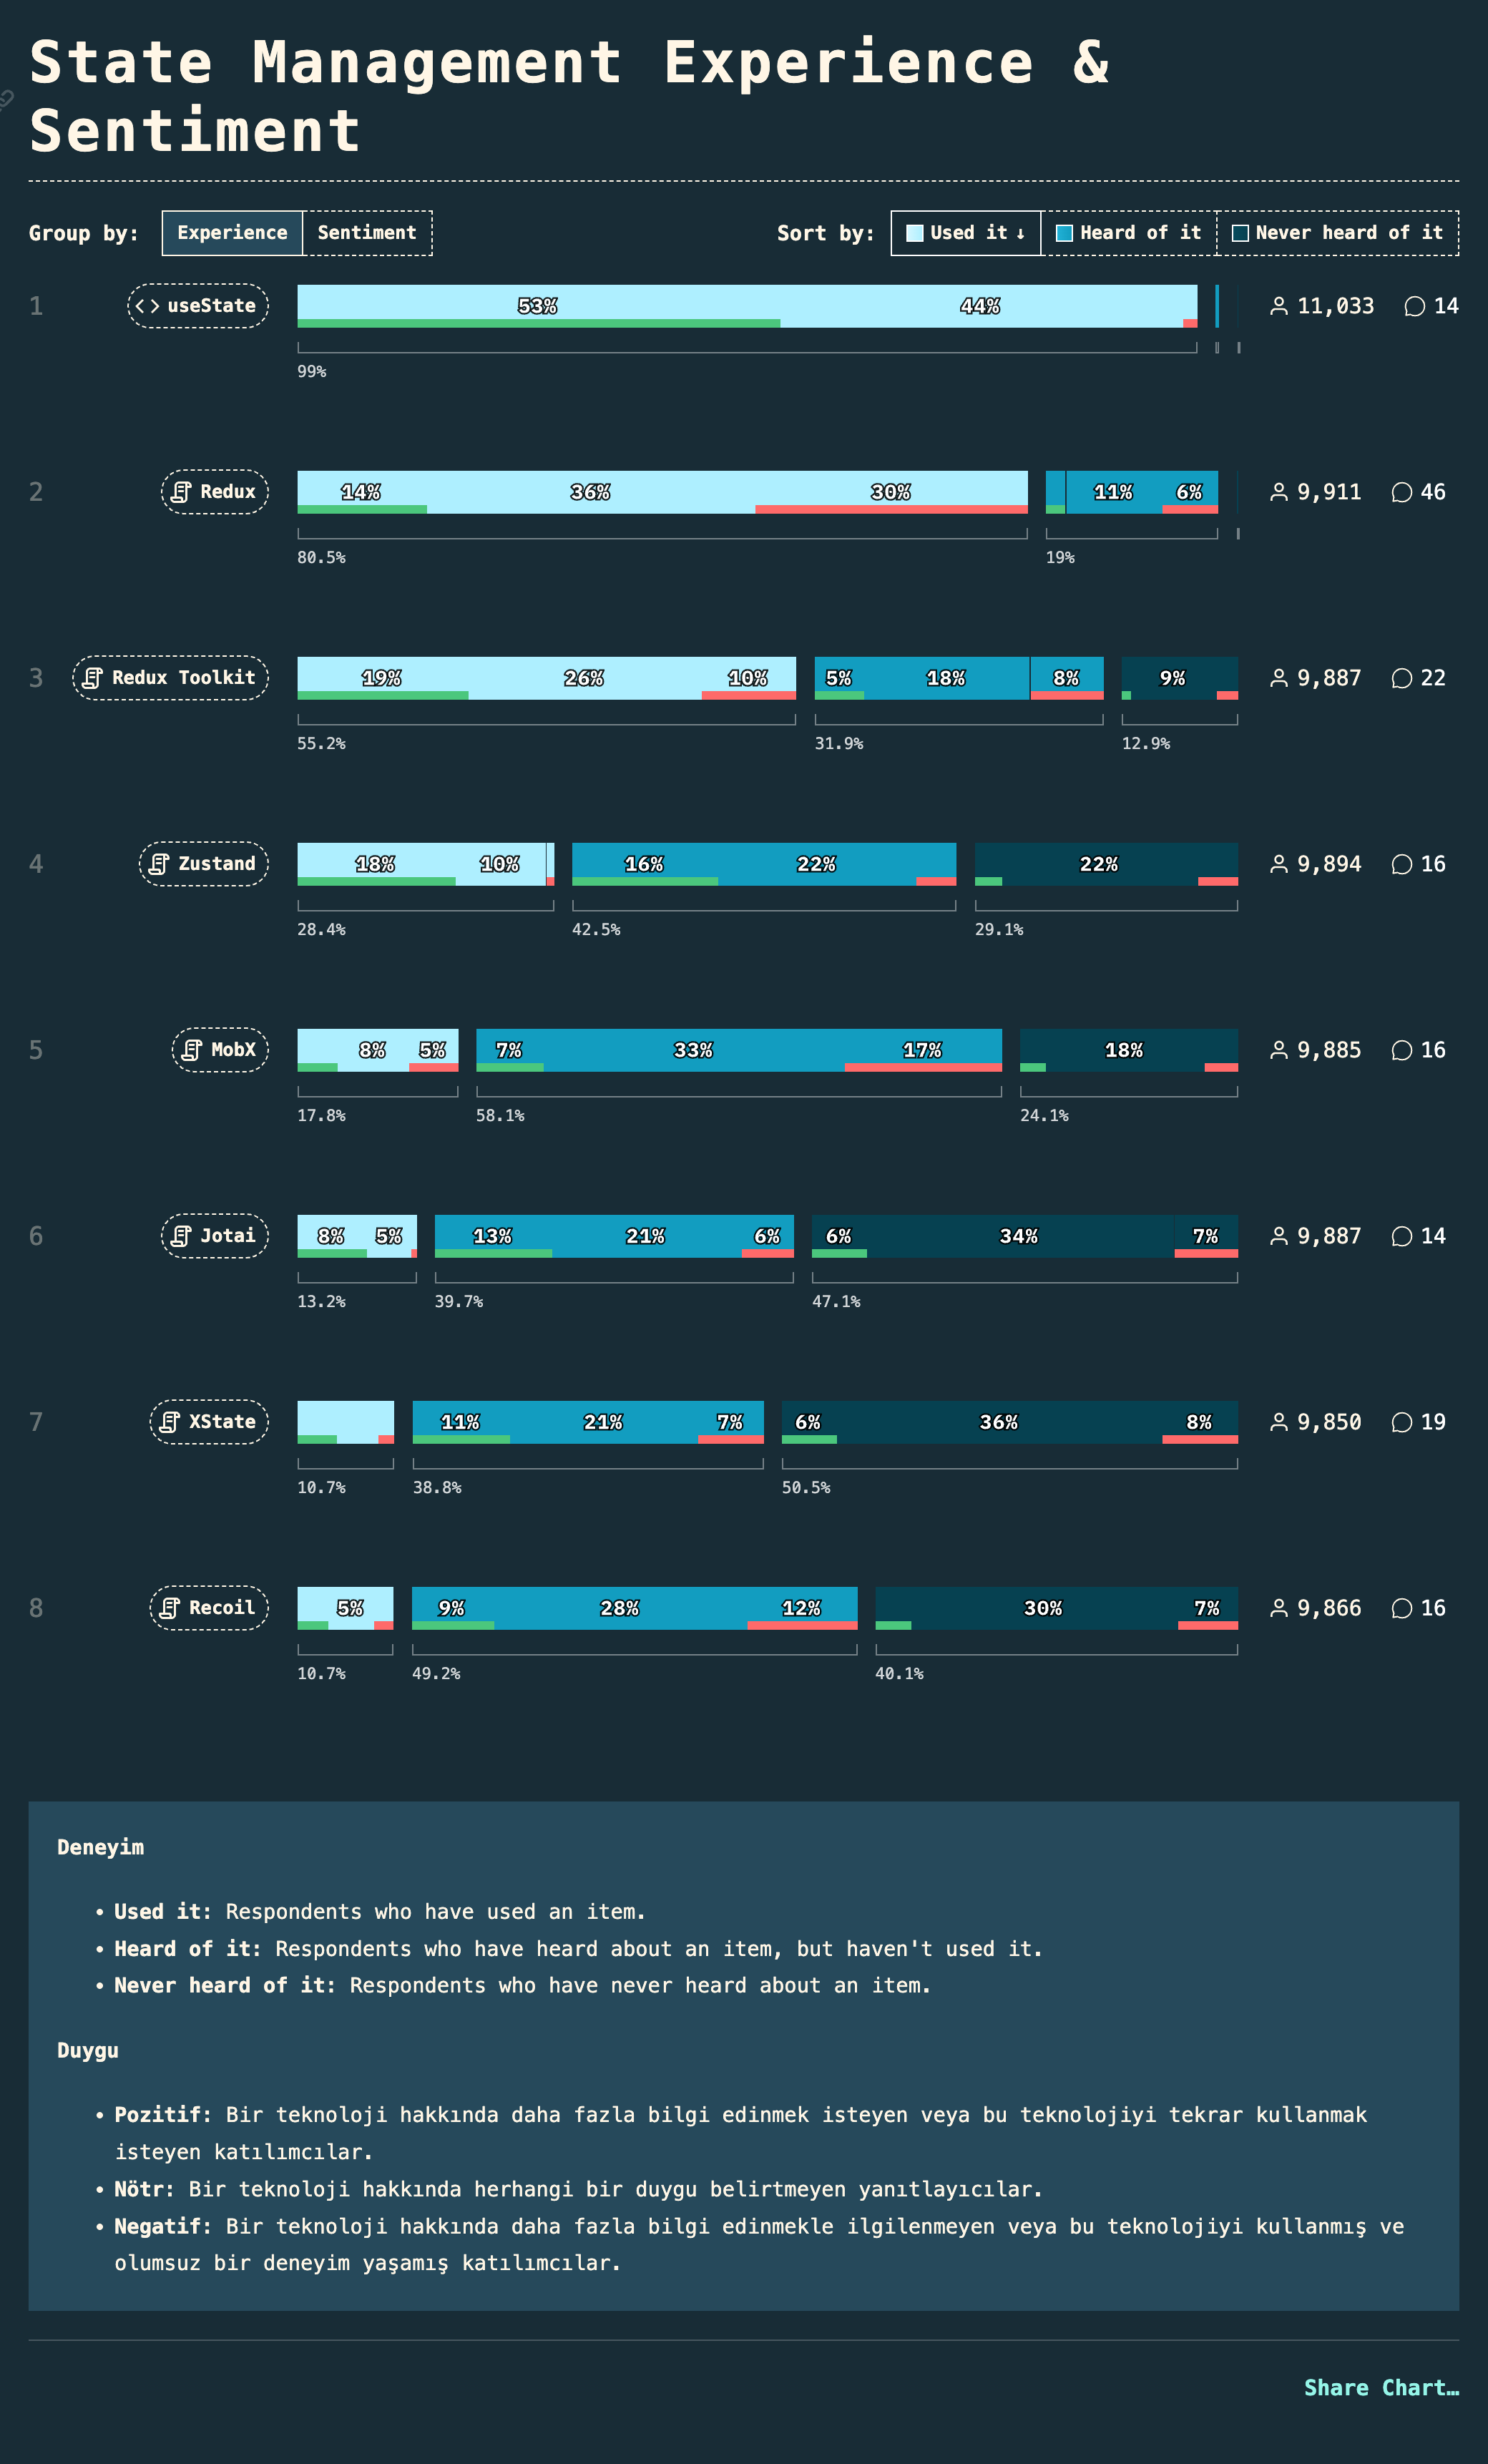 State Management Experience &
Sentiment
Group by: Experience Sentiment Sort by: Used it ↓ Heard of it Never heard of it
1 useState 53% 44% 11,033 14
99%
2 Redux 14% 36% 30% 11% 6% 9,911 46
80.5% 19%
3 Redux Toolkit 19% 26% 10% 5% 18% 8% 9% 9,887 22
55.2% 31.9% 12.9%
4 Zustand 18% 10% 16% 22% 22% 9,894 16
28.4% 42.5% 29.1%
5 MobX 8% 5% 7% 33% 17% 18% 9,885 16
17.8% 58.1% 24.1%
6 Jotai 8% 5% 13% 21% 6% 6% 34% 7% 9,887 14
13.2% 39.7% 47.1%
7 XState 11% 21% 7% 6% 36% 8% 9,850 19
10.7% 38.8% 50.5%
8 Recoil 5% 9% 28% 12% 30% 7% 9,866 16
10.7% 49.2% 40.1%
Deneyim
• Used it: Respondents who have used an item.
• Heard of it: Respondents who have heard about an item, but haven't used it.
• Never heard of it: Respondents who have never heard about an item.
Duygu
• Pozitif: Bir teknoloji hakkında daha fazla bilgi edinmek isteyen veya bu teknolojiyi tekrar kullanmak
isteyen katılımcılar.
• Nötr: Bir teknoloji hakkında herhangi bir duygu belirtmeyen yanıtlayıcılar.
• Negatif: Bir teknoloji hakkında daha fazla bilgi edinmekle ilgilenmeyen veya bu teknolojiyi kullanmış ve
olumsuz bir deneyim yaşamış katılımcılar.
Share Chart…